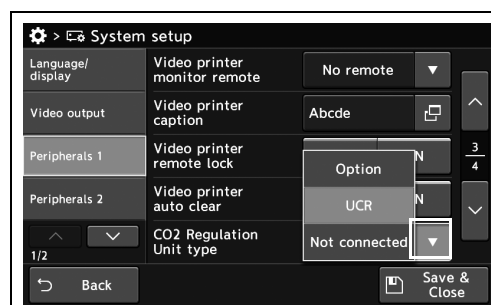 > System setup
Language/
display
Video output
Peripherals 1
Peripherals 2
1/2
Video printer
monitor remote
No remote
Video printer
caption
Abcde
Video printer
remote lock
N
Video printer
auto clear
N
CO2 Regulation
Unit type
Option
UCR
Not connected
3
4
Back
Save &
Close